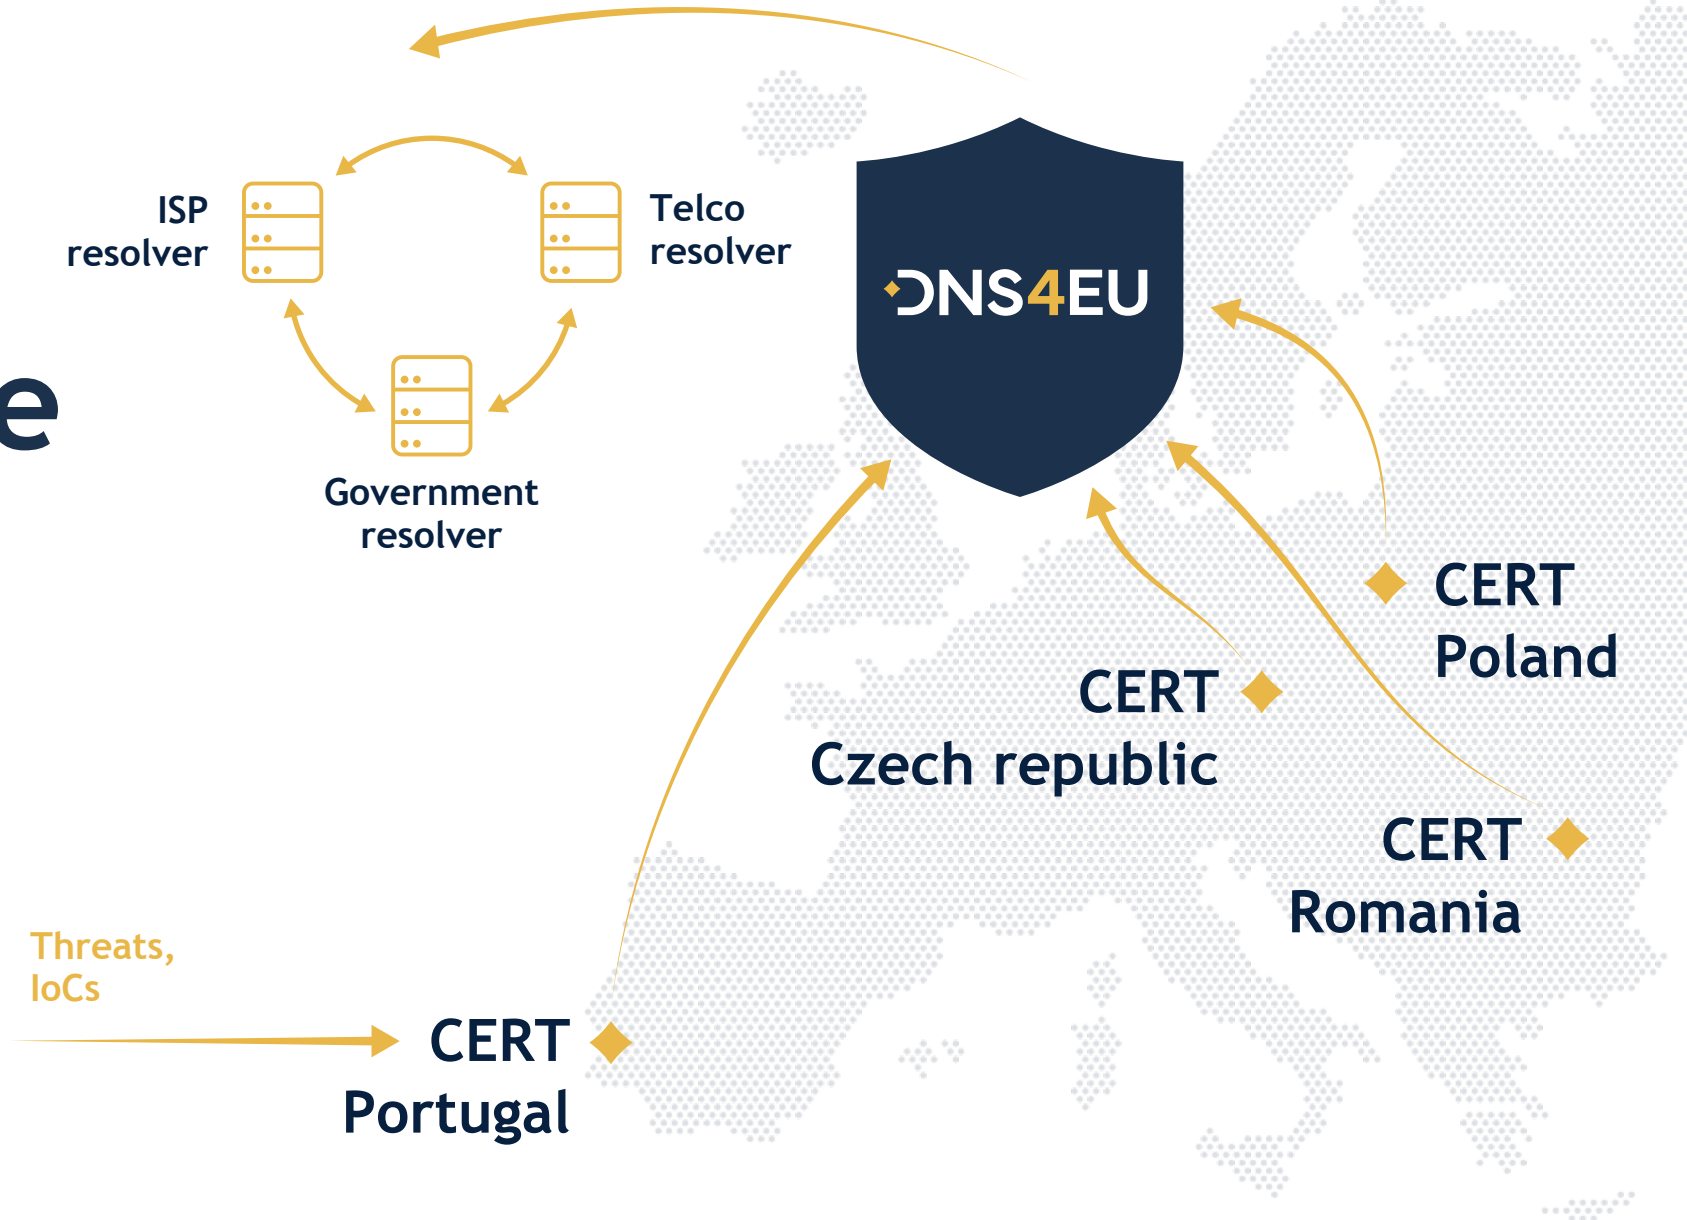 ISP
resolver
Telco
resolver
DNS4EU
e
Government
resolver
CERT
Poland
CERT
Czech republic
CERT
Romania
Threats,
IoCs
CERT
Portugal